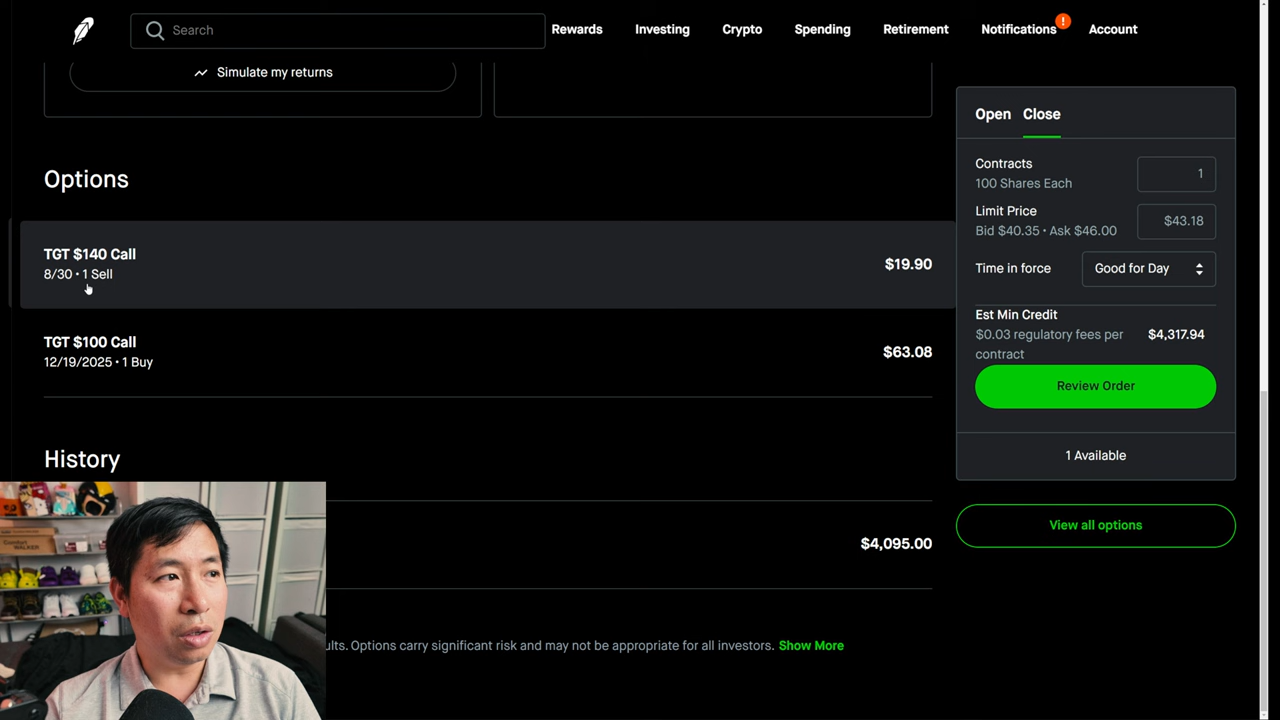 Search
Rewards
Investing
Crypto
Spending
Retirement
Notifications
!
Account
Simulate my returns
Options
TGT $140 Call
8/30 • 1 Sell
$19.90
TGT $100 Call
12/19/2025 • 1 Buy
$63.08
History
$4,095.00
ults. Options carry significant risk and may not be appropriate for all investors. Show More
Open Close
Contracts
100 Shares Each
1
Limit Price
Bid $40.35 • Ask $46.00
$43.18
Time in force
Good for Day
Est Min Credit
$0.03 regulatory fees per
contract
$4,317.94
Review Order
1 Available
View all options